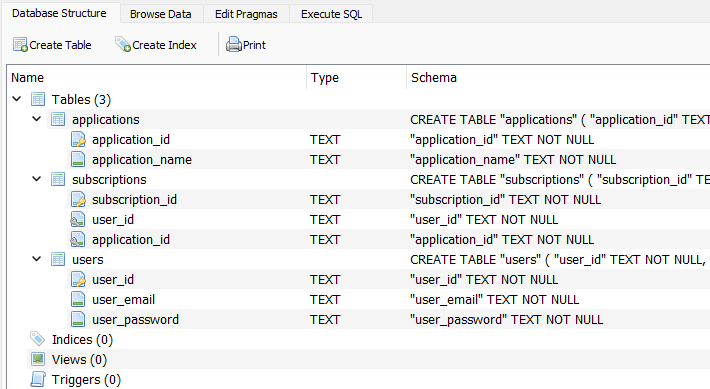 Database Structure Browse Data Edit Pragmas Execute SQL
Create Table Create Index Print
Name Type Schema
Tables (3)
applications CREATE TABLE "applications" ( "application_id" TEXT
application_id TEXT "application_id" TEXT NOT NULL
application_name TEXT "application_name" TEXT NOT NULL
subscriptions CREATE TABLE "subscriptions" ( "subscription_id" TE
subscription_id TEXT "subscription_id" TEXT NOT NULL
user_id TEXT "user_id" TEXT NOT NULL
application_id TEXT "application_id" TEXT NOT NULL
users CREATE TABLE "users" ( "user_id" TEXT NOT NULL,
user_id TEXT "user_id" TEXT NOT NULL
user_email TEXT "user_email" TEXT NOT NULL
user_password TEXT "user_password" TEXT NOT NULL
Indices (0)
Views (0)
Triggers (0)